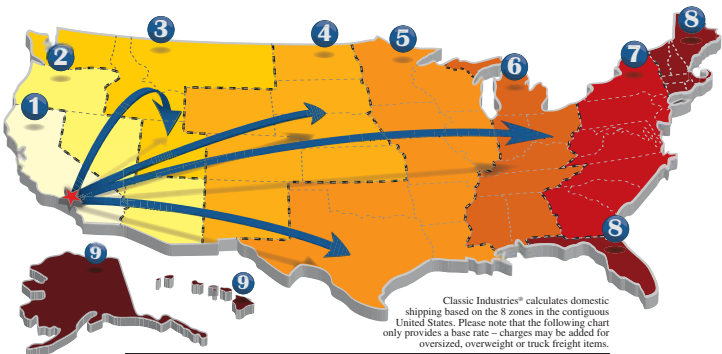 8
3
4
5
2
7
6
1
8
9
9
Classic Industries® calculates domestic
shipping based on the 8 zones in the contiguous
United States. Please note that the following chart
only provides a base rate – charges may be added for
oversized, overweight or truck freight items.